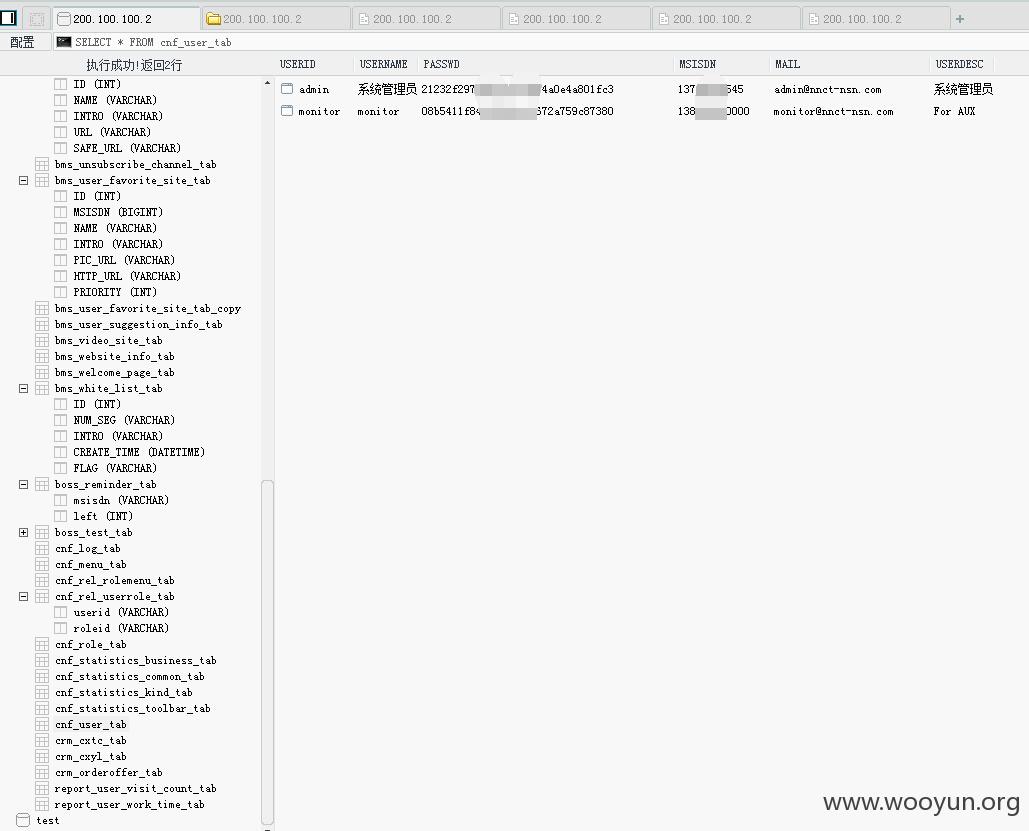 200.100.100.2 200.100.100.2 200.100.100.2 200.100.100.2 200.100.100.2 200.100.100.2
配置 SELECT * FROM cnf_user_tab
执行成功!返回2行
ID (INT)
NAME (VARCHAR)
INTRO (VARCHAR)
URL (VARCHAR)
SAFE_URL (VARCHAR)
bms_unsubscribe_channel_tab
bms_user_favorite_site_tab
ID (INT)
MSISDN (BIGINT)
NAME (VARCHAR)
INTRO (VARCHAR)
PIC_URL (VARCHAR)
HTTP_URL (VARCHAR)
PRIORITY (INT)
bms_user_favorite_site_tab_copy
bms_user_suggestion_info_tab
bms_video_site_tab
bms_website_info_tab
bms_welcome_page_tab
bms_white_list_tab
ID (INT)
NUM_SEG (VARCHAR)
INTRO (VARCHAR)
CREATE_TIME (DATETIME)
FLAG (VARCHAR)
boss_reminder_tab
msisdn (VARCHAR)
left (INT)
boss_test_tab
cnf_log_tab
cnf_menu_tab
cnf_rel_rolemenu_tab
cnf_rel_userrole_tab
userid (VARCHAR)
roleid (VARCHAR)
cnf_role_tab
cnf_statistics_business_tab
cnf_statistics_common_tab
cnf_statistics_kind_tab
cnf_statistics_toolbar_tab
cnf_user_tab
crm_cxtc_tab
crm_cxyl_tab
crm_orderoffer_tab
report_user_visit_count_tab
report_user_work_time_tab
test
USERID USERNAME PASSWD MSISDN MAIL USERDESC
admin 系统管理员 21232f297 4a0e4a801fc3 137 545 admin@nnct-nsn.com 系统管理员
monitor monitor 08b5411f84 672a759c87380 138 0000 monitor@nnct-nsn.com For AUX
www.wooyun.org